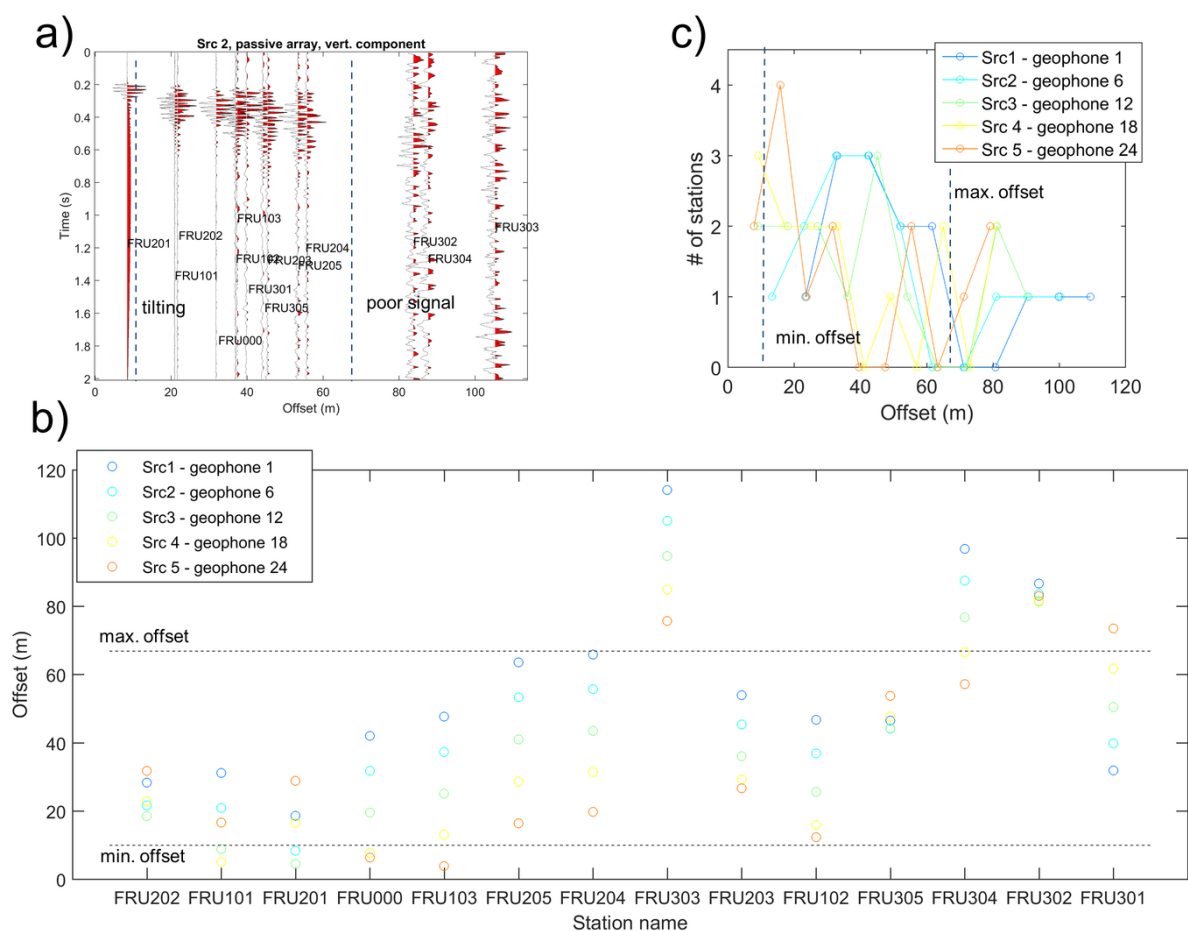 a)
Src 2, passive array, vert. component
0
0.2
0.4
0.6
0.8
1
1.2
1.4
1.6
1.8
2
Time (s)
FRU103
FRU303
FRU201
FRU202
FRU302
FRU204
FRU102
FRU203
FRU304
FRU205
FRU101
FRU301
tilting
poor signal
FRU305
FRU000
0
20
40
60
80
100
Offset (m)
c)
Src1 - geophone 1
Src2 - geophone 6
Src3 - geophone 12
Src 4 - geophone 18
Src 5 - geophone 24
4
3
2
1
0
# of stations
max. offset
min. offset
0
20
40
60
80
100
120
Offset (m)
b)
Src1 - geophone 1
Src2 - geophone 6
Src3 - geophone 12
Src 4 - geophone 18
Src 5 - geophone 24
120
100
80
60
40
20
0
Offset (m)
max. offset
min. offset
FRU202 FRU101 FRU201 FRU000 FRU103 FRU205 FRU204 FRU303 FRU203 FRU102 FRU305 FRU304 FRU302 FRU301
Station name